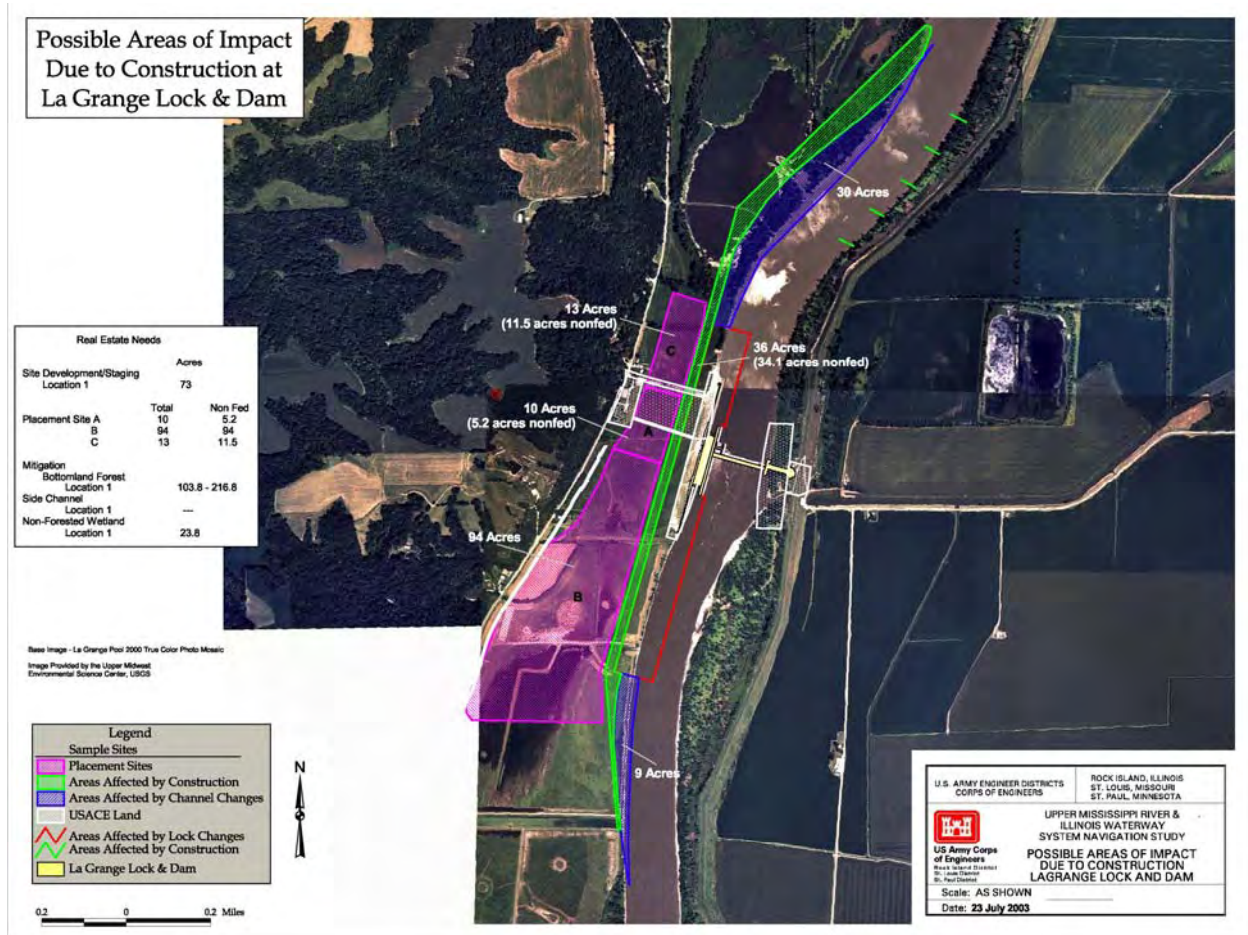 Possible Areas of Impact
Due to Construction at
La Grange Lock & Dam
30 Acres
13 Acres
(11.5 acres nonfed)
C
36 Acres
(34.1 acres nonfed)
10 Acres
(5.2 acres nonfed)
A
94 Acres
B
9 Acres
Real Estate Needs
Acres
Site Development/Staging
Location 1 73
Total Non Fed
Placement Site A 10 5.2
B 94 94
C 13 11.5
Mitigation
Bottomland Forest
Location 1 103.8 - 216.8
Side Channel
Location 1 ---
Non-Forested Wetland
Location 1 23.8
Base Image - La Grange Pool 2000 True Color Photo Mosaic
Image Provided by the Upper Midwest
Environmental Science Center, USGS
Legend
Sample Sites
Placement Sites
Areas Affected by Construction
Areas Affected by Channel Changes
USACE Land
Areas Affected by Lock Changes
Areas Affected by Construction
La Grange Lock & Dam
N
0.2 0 0.2 Miles
U.S. ARMY ENGINEER DISTRICTS
CORPS OF ENGINEERS
ROCK ISLAND, ILLINOIS
ST. LOUIS, MISSOURI
ST. PAUL, MINNESOTA
US Army Corps
of Engineers
Rock Island District
St. Louis District
St. Paul District
UPPER MISSISSIPPI RIVER &
ILLINOIS WATERWAY
SYSTEM NAVIGATION STUDY
POSSIBLE AREAS OF IMPACT
DUE TO CONSTRUCTION
LAGRANGE LOCK AND DAM
Scale: AS SHOWN
Date: 23 July 2003